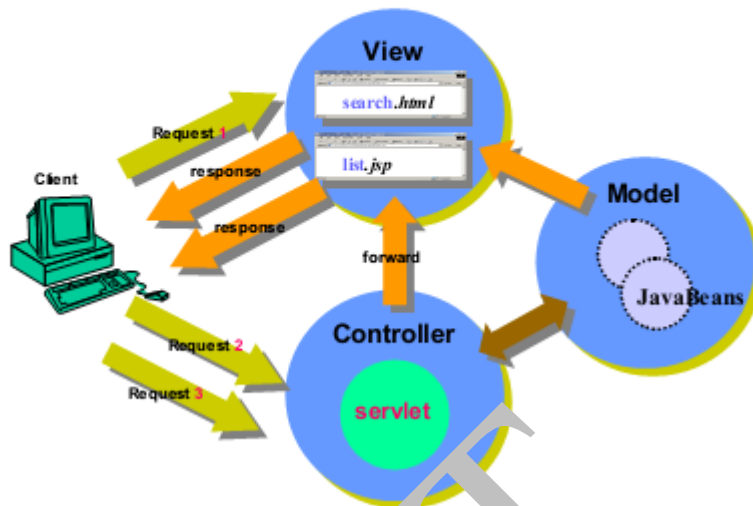 View
search.html
list.jsp
Request 1
response
response
Client
Model
JavaBeans
forward
Controller
Request 2
Request 3
servlet
T